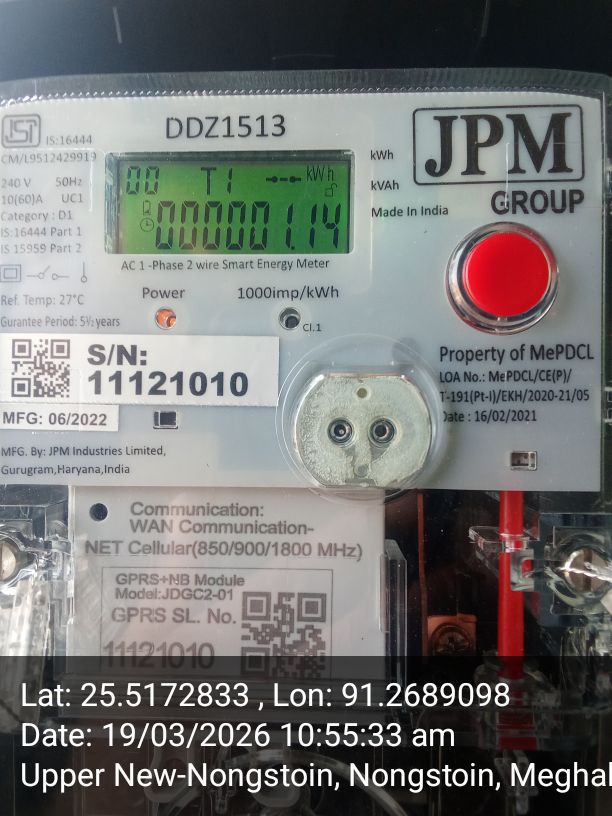 DDZ1513
IS:16444
CM/L9512429919
240 V 50Hz
10(60)A UC1
Category : D1
IS:16444 Part 1
IS 15959 Part 2
Ref. Temp: 27°C
Gurantee Period: 5½ years
00 T1 --- kWh
000001.14
kWh
kVAh
Made In India
JPM
GROUP
AC 1 -Phase 2 wire Smart Energy Meter
Power 1000imp/kWh
Cl.1
S/N:
11121010
MFG: 06/2022
MFG. By: JPM Industries Limited,
Gurugram,Haryana,India
Property of MePDCL
LOA No.: MePDCL/CE(P)/
T-191(Pt-I)/EKH/2020-21/05
Date : 16/02/2021
Communication:
WAN Communication-
NET Cellular(850/900/1800 MHz)
GPRS+NB Module
Model:JDGC2-01
GPRS SL. No.
11121010
Lat: 25.5172833 , Lon: 91.2689098
Date: 19/03/2026 10:55:33 am
Upper New-Nongstoin, Nongstoin, Meghal